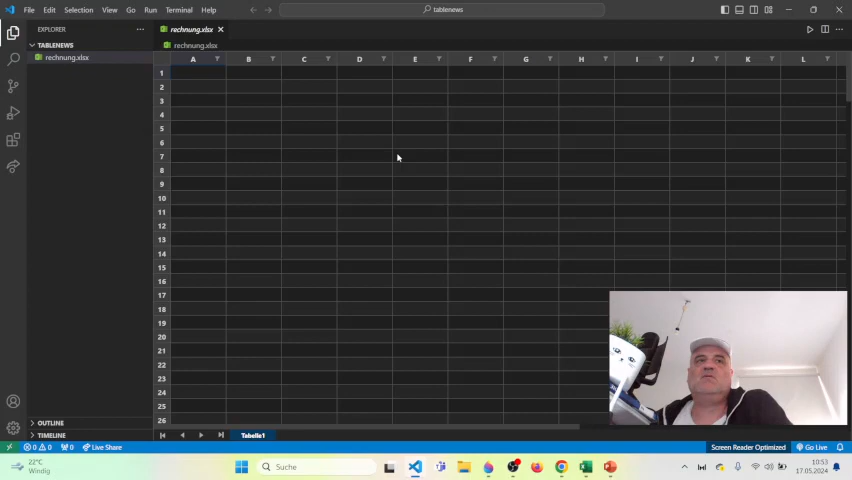 File Edit Selection View Go Run Terminal Help
tablenews
EXPLORER
TABLENEWS
rechnung.xlsx
OUTLINE
TIMELINE
rechnung.xlsx
rechnung.xlsx
A B C D E F G H I J K L
1
2
3
4
5
6
7
8
9
10
11
12
13
14
15
16
17
18
19
20
21
22
23
24
25
26
Tabelle1
0 0 0 Live Share
Screen Reader Optimized Go Live
22°C
Windig
Suche
10:53
17.05.2024